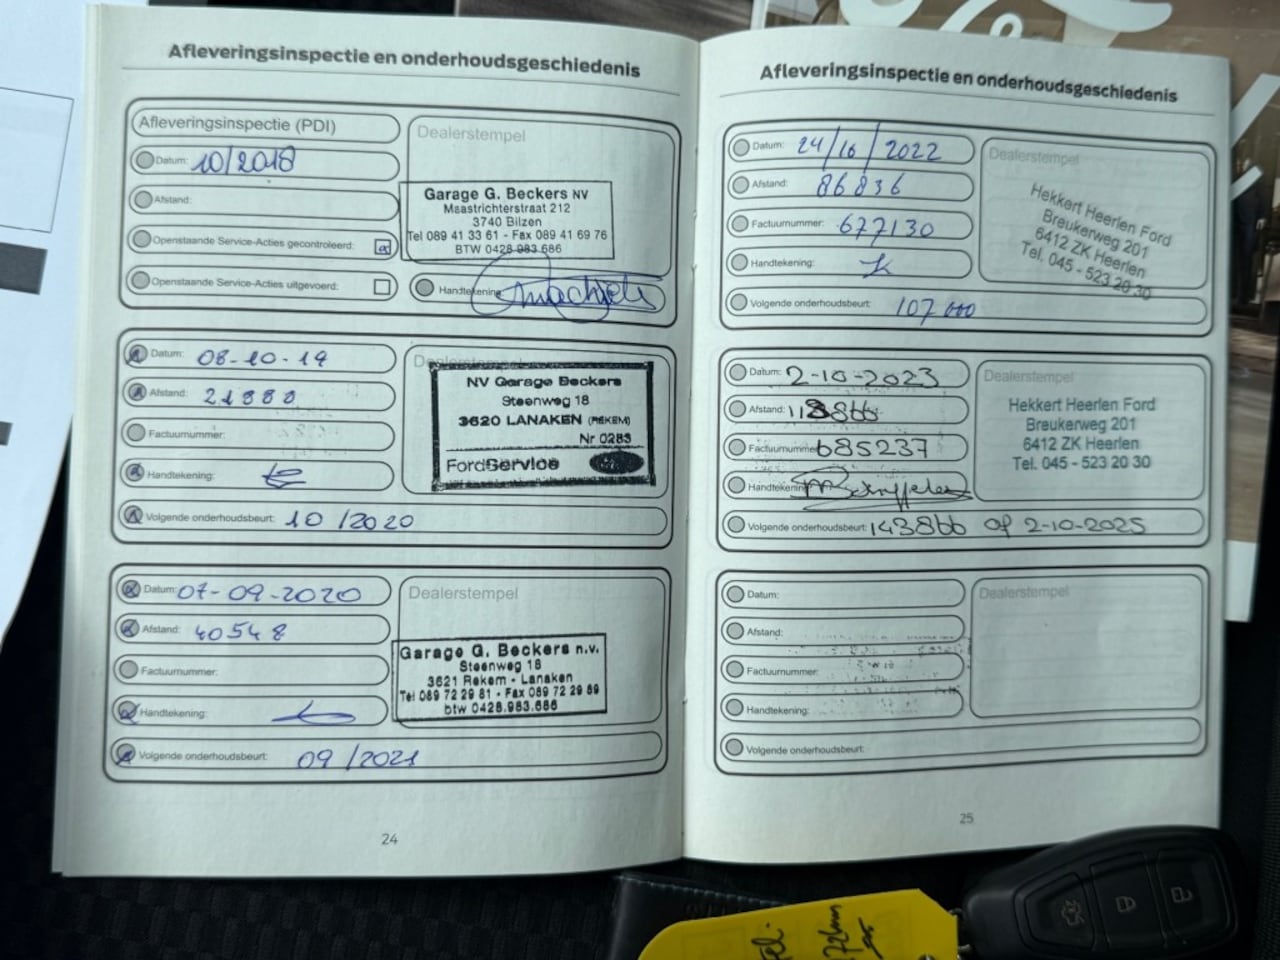 Afleveringsinspectie en onderhoudsgeschiedenis
Afleveringsinspectie (PDI)
Datum: 10/2018
Afstand:
Openstaande Service-Acties gecontroleerd:
Openstaande Service-Acties uitgevoerd:
Dealerstempel
Garage G. Beckers NV
Maastrichterstraat 212
3740 Bilzen
Tel 089 41 33 61 - Fax 089 41 69 76
BTW 0428.983.686
Handtekening
Datum: 08-10-19
Afstand: 21880
Factuurnummer:
Handtekening:
Volgende onderhoudsbeurt: 10/2020
NV Garage Beckers
Steenweg 18
3620 LANAKEN (REKEM)
Nr 0283
FordService
Datum: 07-09-2020
Afstand: 40548
Factuurnummer:
Handtekening:
Volgende onderhoudsbeurt: 09/2021
Dealerstempel
Garage G. Beckers n.v.
Steenweg 18
3621 Rekem - Lanaken
Tel 089 72 29 81 - Fax 089 72 29 89
btw 0428.983.686
24
Afleveringsinspectie en onderhoudsgeschiedenis
Datum: 24/10/2022
Afstand: 86836
Factuurnummer: 677130
Handtekening:
Volgende onderhoudsbeurt: 107 000
Dealerstempel
Hekkert Heerlen Ford
Breukerweg 201
6412 ZK Heerlen
Tel. 045 - 523 20 30
Datum: 2-10-2023
Afstand:
Factuurnummer 685237
Handtekening
Volgende onderhoudsbeurt: 143866 of 2-10-2025
Dealerstempel
Hekkert Heerlen Ford
Breukerweg 201
6412 ZK Heerlen
Tel. 045 - 523 20 30
Datum:
Afstand:
Factuurnummer:
Handtekening:
Volgende onderhoudsbeurt:
Dealerstempel
25